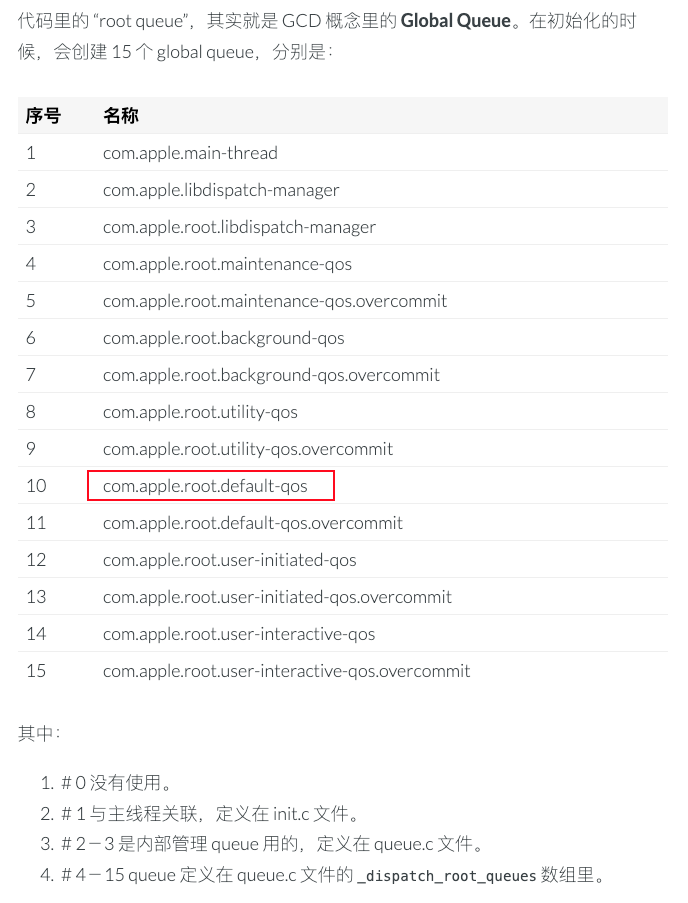 代码里的 “root queue”，其实就是 GCD 概念里的 Global Queue。在初始化的时
候，会创建 15 个 global queue，分别是：
序号 名称
1 com.apple.main-thread
2 com.apple.libdispatch-manager
3 com.apple.root.libdispatch-manager
4 com.apple.root.maintenance-qos
5 com.apple.root.maintenance-qos.overcommit
6 com.apple.root.background-qos
7 com.apple.root.background-qos.overcommit
8 com.apple.root.utility-qos
9 com.apple.root.utility-qos.overcommit
10 com.apple.root.default-qos
11 com.apple.root.default-qos.overcommit
12 com.apple.root.user-initiated-qos
13 com.apple.root.user-initiated-qos.overcommit
14 com.apple.root.user-interactive-qos
15 com.apple.root.user-interactive-qos.overcommit
其中：
1. # 0 没有使用。
2. # 1 与主线程关联，定义在 init.c 文件。
3. # 2－3 是内部管理 queue 用的，定义在 queue.c 文件。
4. # 4－15 queue 定义在 queue.c 文件的 _dispatch_root_queues 数组里。